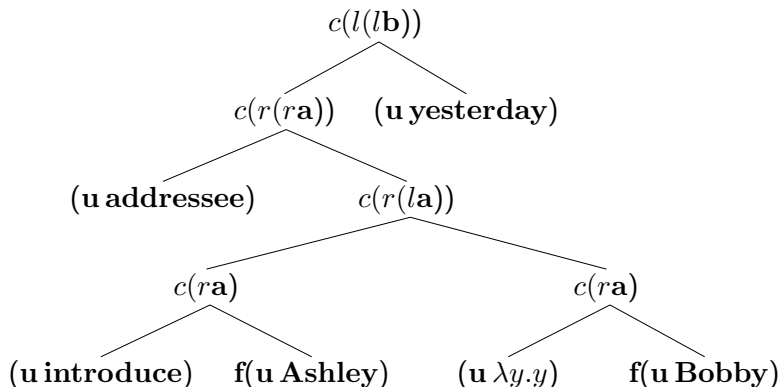 c(l(lb))
c(r(ra)) (u yesterday)
(u addressee) c(r(la))
c(ra) c(ra)
(u introduce) f(u Ashley) (u λy.y) f(u Bobby)